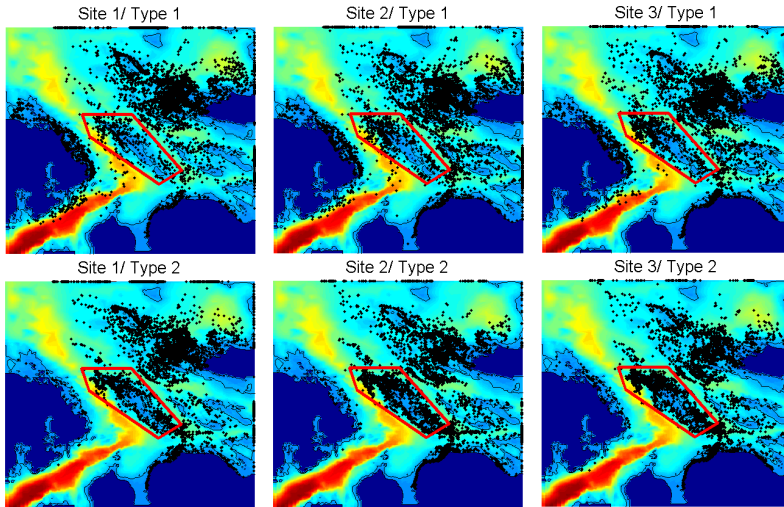 Site 1/ Type 1
Site 2/ Type 1
Site 3/ Type 1
Site 1/ Type 2
Site 2/ Type 2
Site 3/ Type 2